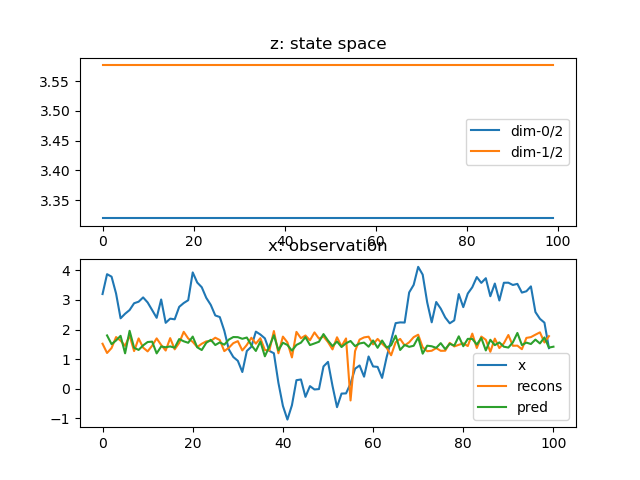 z: state space
3.55
3.50
3.45
3.40
3.35
dim-0/2
dim-1/2
0 20 40 60 80 100
x: observation
4
3
2
1
0
−1
x
recons
pred
0 20 40 60 80 100